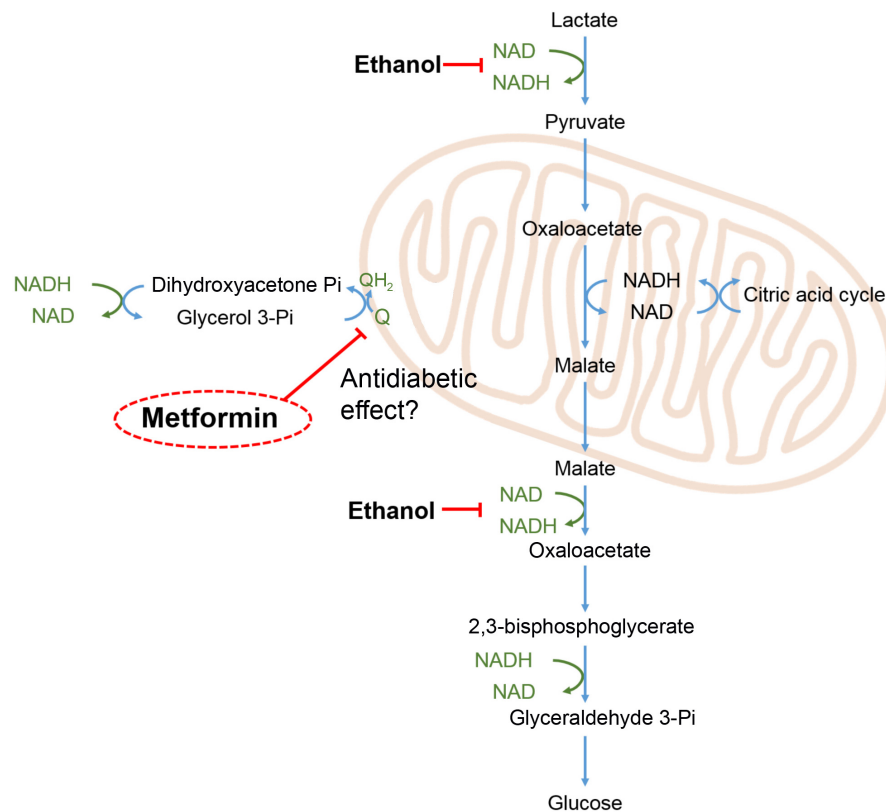 Lactate
Ethanol
NAD
NADH
Pyruvate
Oxaloacetate
NADH
NAD
Dihydroxyacetone Pi
Glycerol 3-Pi
QH₂
Q
NADH
NAD
Citric acid cycle
Malate
Antidiabetic
effect?
Metformin
Malate
Ethanol
NAD
NADH
Oxaloacetate
2,3-bisphosphoglycerate
NADH
NAD
Glyceraldehyde 3-Pi
Glucose